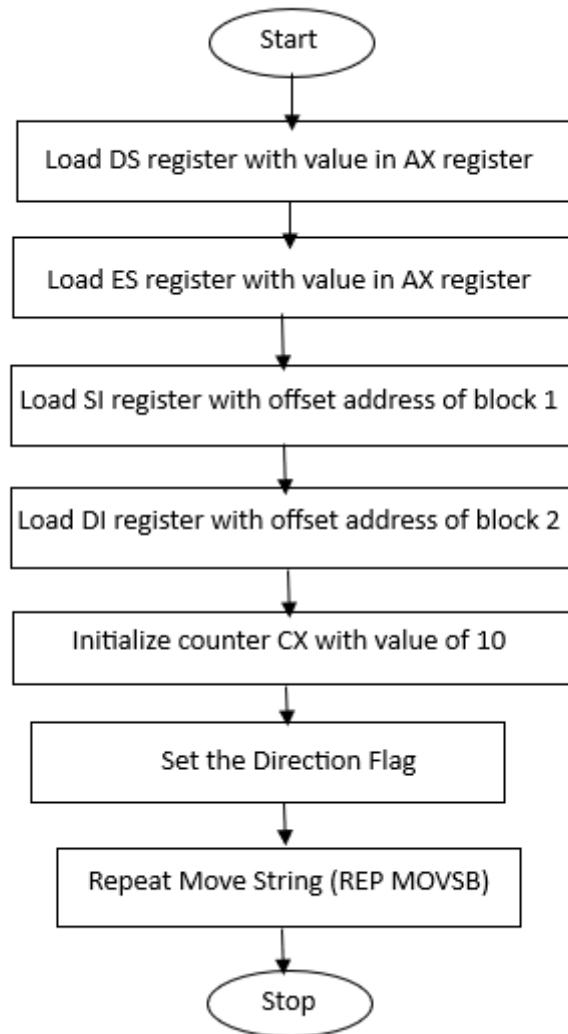 Start
Load DS register with value in AX register
Load ES register with value in AX register
Load SI register with offset address of block 1
Load DI register with offset address of block 2
Initialize counter CX with value of 10
Set the Direction Flag
Repeat Move String (REP MOVSB)
Stop